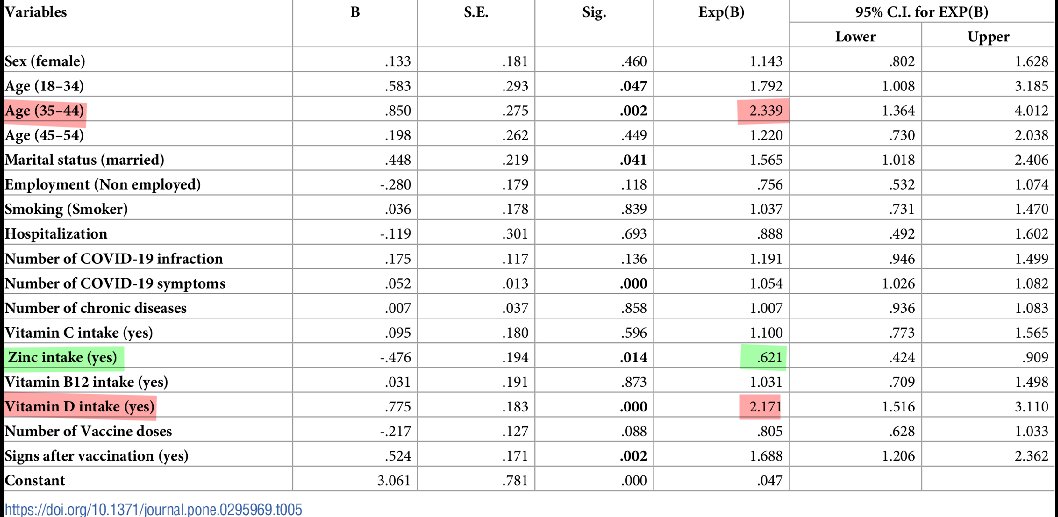 Variables B S.E. Sig. Exp(B) 95% C.I. for EXP(B)
Lower Upper
Sex (female) .133 .181 .460 1.143 .802 1.628
Age (18–34) .583 .293 .047 1.792 1.008 3.185
Age (35–44) .850 .275 .002 2.339 1.364 4.012
Age (45–54) .198 .262 .449 1.220 .730 2.038
Marital status (married) .448 .219 .041 1.565 1.018 2.406
Employment (Non employed) -.280 .179 .118 .756 .532 1.074
Smoking (Smoker) .036 .178 .839 1.037 .731 1.470
Hospitalization -.119 .301 .693 .888 .492 1.602
Number of COVID-19 infraction .175 .117 .136 1.191 .946 1.499
Number of COVID-19 symptoms .052 .013 .000 1.054 1.026 1.082
Number of chronic diseases .007 .037 .858 1.007 .936 1.083
Vitamin C intake (yes) .095 .180 .596 1.100 .773 1.565
Zinc intake (yes) -.476 .194 .014 .621 .424 .909
Vitamin B12 intake (yes) .031 .191 .873 1.031 .709 1.498
Vitamin D intake (yes) .775 .183 .000 2.171 1.516 3.110
Number of Vaccine doses -.217 .127 .088 .805 .628 1.033
Signs after vaccination (yes) .524 .171 .002 1.688 1.206 2.362
Constant 3.061 .781 .000 .047
https://doi.org/10.1371/journal.pone.0295969.t005